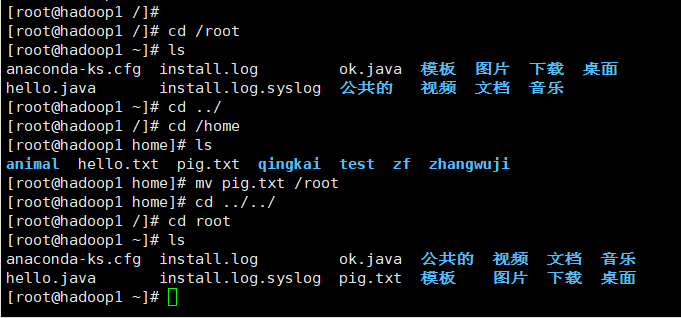 [root@hadoop1 /]#
[root@hadoop1 /]# cd /root
[root@hadoop1 ~]# ls
anaconda-ks.cfg  install.log         ok.java  模板  图片  下载  桌面
hello.java       install.log.syslog  公共的   视频  文档  音乐
[root@hadoop1 ~]# cd ../
[root@hadoop1 /]# cd /home
[root@hadoop1 home]# ls
animal  hello.txt  pig.txt  qingkai  test  zf  zhangwuji
[root@hadoop1 home]# mv pig.txt /root
[root@hadoop1 home]# cd ../../
[root@hadoop1 /]# cd root
[root@hadoop1 ~]# ls
anaconda-ks.cfg  install.log         ok.java  公共的  视频  文档  音乐
hello.java       install.log.syslog  pig.txt  模板    图片  下载  桌面
[root@hadoop1 ~]#